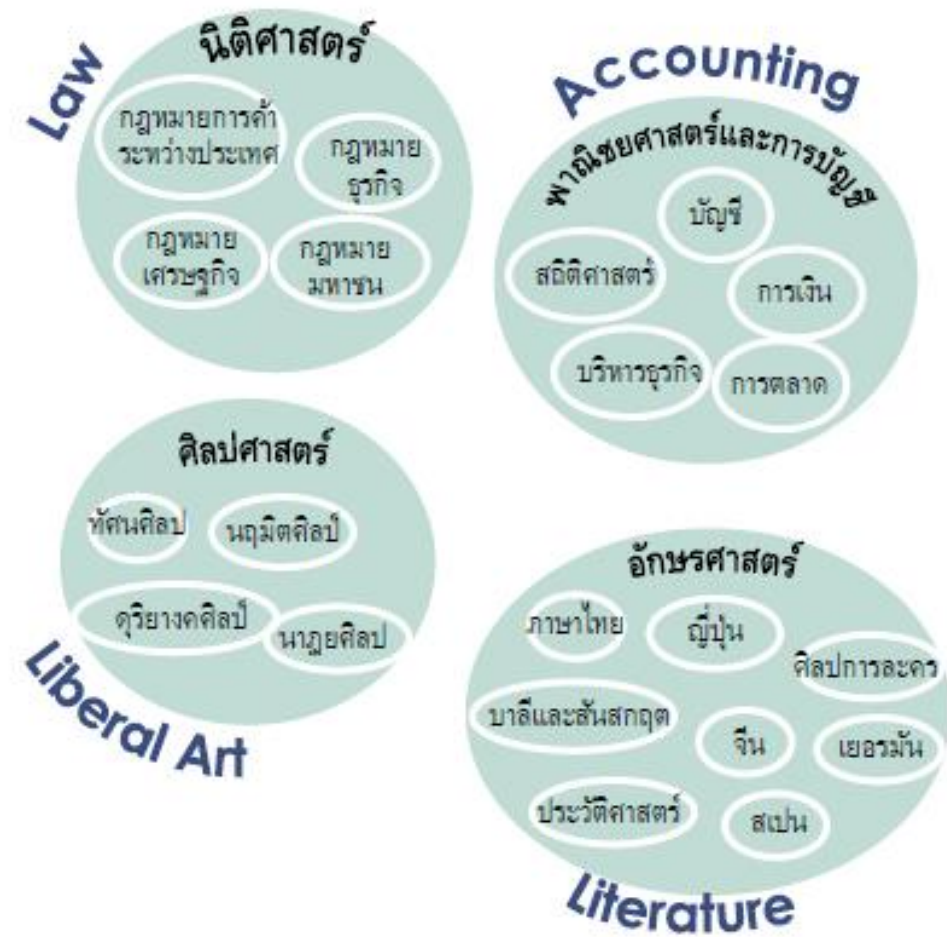 Law
นิติศาสตร์
กฎหมายการค้า
ระหว่างประเทศ
กฎหมาย
ธุรกิจ
กฎหมาย
เศรษฐกิจ
กฎหมาย
มหาชน
Accounting
พาณิชยศาสตร์และการบัญชี
บัญชี
สถิติศาสตร์
การเงิน
บริหารธุรกิจ
การตลาด
ศิลปศาสตร์
ทัศนศิลป
นฤมิตศิลป์
ดุริยางคศิลป์
นาฏยศิลป
Liberal Art
อักษรศาสตร์
ภาษาไทย
ญี่ปุ่น
ศิลปการละคร
บาลีและสันสกฤต
จีน
เยอรมัน
ประวัติศาสตร์
สเปน
Literature